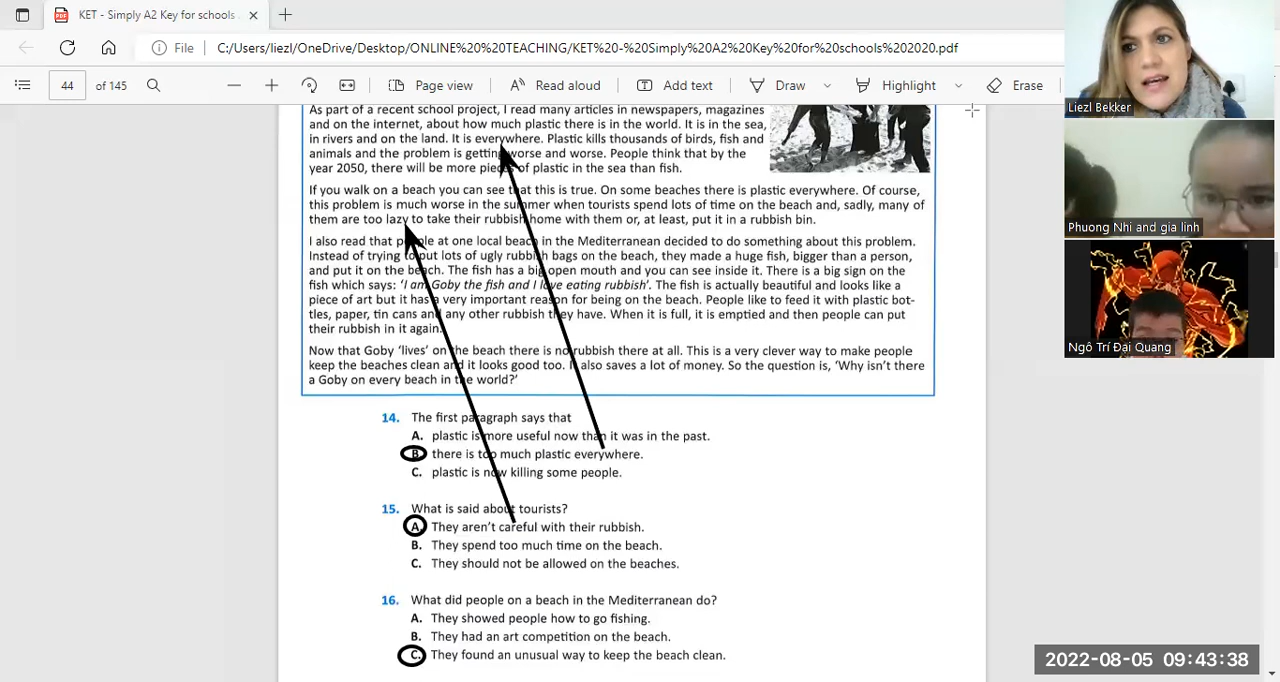 KET - Simply A2 Key for schools
File
C:/Users/liezl/OneDrive/Desktop/ONLINE%20%20TEACHING/KET%20-%20Simply%20A2%20Key%20for%20schools%202020.pdf
44 of 145
Page view
Read aloud
Add text
Draw
Highlight
Erase
As part of a recent school project, I read many articles in newspapers, magazines
and on the internet, about how much plastic there is in the world. It is in the sea,
in rivers and on the land. It is everywhere. Plastic kills thousands of birds, fish and
animals and the problem is getting worse and worse. People think that by the
year 2050, there will be more pieces of plastic in the sea than fish.
If you walk on a beach you can see that this is true. On some beaches there is plastic everywhere. Of course,
this problem is much worse in the summer when tourists spend lots of time on the beach and, sadly, many of
them are too lazy to take their rubbish home with them or, at least, put it in a rubbish bin.
I also read that people at one local beach in the Mediterranean decided to do something about this problem.
Instead of trying to put lots of ugly rubbish bags on the beach, they made a huge fish, bigger than a person,
and put it on the beach. The fish has a big open mouth and you can see inside it. There is a big sign on the
fish which says: ‘I am Goby the fish and I love eating rubbish’. The fish is actually beautiful and looks like a
piece of art but it has a very important reason for being on the beach. People like to feed it with plastic bot-
tles, paper, tin cans and any other rubbish they have. When it is full, it is emptied and then people can put
their rubbish in it again.
Now that Goby ‘lives’ on the beach there is no rubbish there at all. This is a very clever way to make people
keep the beaches clean and it looks good too. It also saves a lot of money. So the question is, ‘Why isn’t there
a Goby on every beach in the world?’
14. The first paragraph says that
A. plastic is more useful now than it was in the past.
B. there is too much plastic everywhere.
C. plastic is now killing some people.
15. What is said about tourists?
A. They aren’t careful with their rubbish.
B. They spend too much time on the beach.
C. They should not be allowed on the beaches.
16. What did people on a beach in the Mediterranean do?
A. They showed people how to go fishing.
B. They had an art competition on the beach.
C. They found an unusual way to keep the beach clean.
Liezl Bekker
Phuong Nhi and gia linh
Ngô Trí Đại Quang
2022-08-05 09:43:38